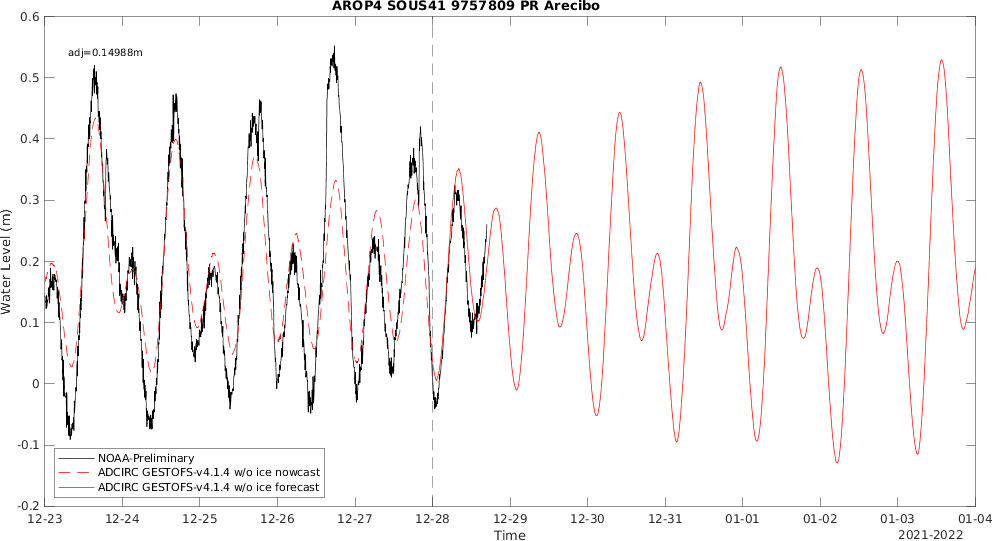 AROP4 SOUS41 9757809 PR Arecibo
0.6
adj=0.14988m
0.5
0.4
0.3
0.2
0.1
0
-0.1
-0.2
Water Level (m)
NOAA-Preliminary
ADCIRC GESTOFS-v4.1.4 w/o ice nowcast
ADCIRC GESTOFS-v4.1.4 w/o ice forecast
12-23 12-24 12-25 12-26 12-27 12-28 12-29 12-30 12-31 01-01 01-02 01-03 01-04
Time
2021-2022